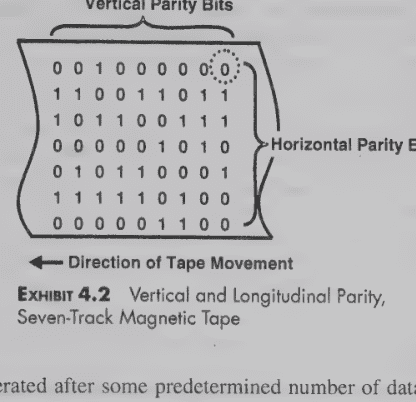 Vertical Parity Bits
0 0 1 0 0 0 0 0 0
1 1 0 0 1 1 0 1 1
1 0 1 1 0 0 1 1 1
0 0 0 0 0 1 0 1 0
Horizontal Parity
0 1 0 1 1 0 0 0 1
1 1 1 1 1 0 1 0 0
0 0 0 0 0 1 1 0 0
Direction of Tape Movement
EXHIBIT 4.2 Vertical and Longitudinal Parity,
Seven-Track Magnetic Tape
erated after some predetermined number of data